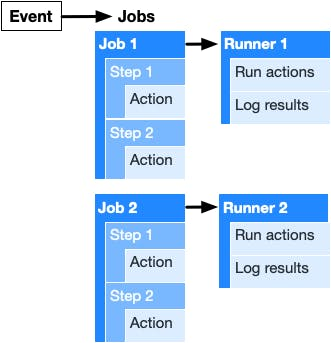 Event
Jobs
Job 1
Step 1
Action
Step 2
Action
Runner 1
Run actions
Log results
Job 2
Step 1
Action
Step 2
Action
Runner 2
Run actions
Log results